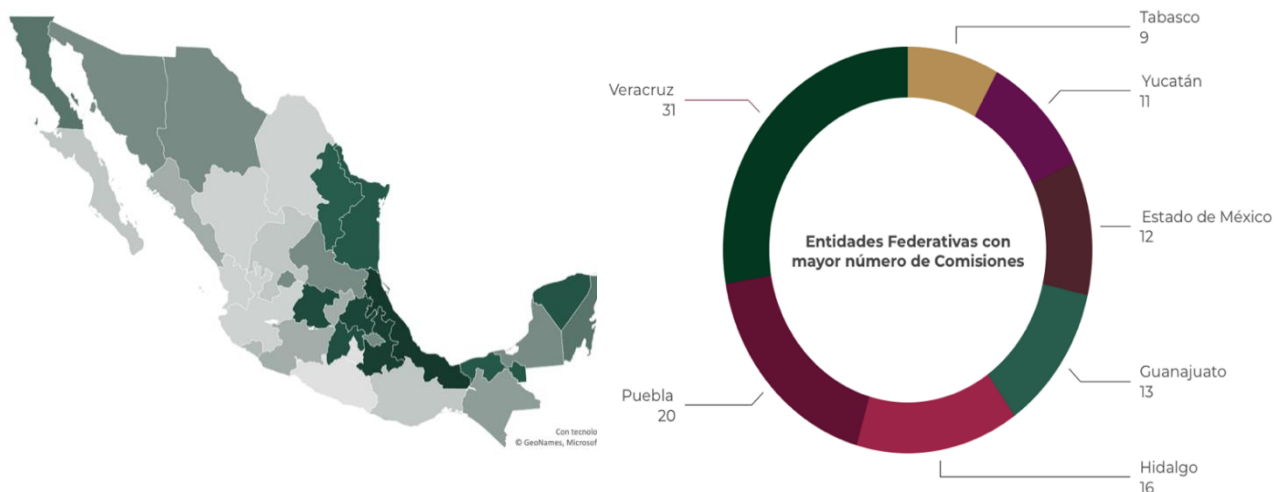 Con tecnolo
© GeoNames, Microsof
Tabasco
9
Yucatán
11
Estado de México
12
Guanajuato
13
Hidalgo
16
Puebla
20
Veracruz
31
Entidades Federativas con
mayor número de Comisiones